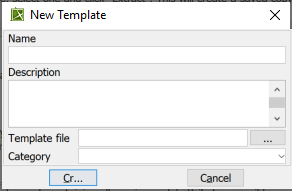 New Template
Name
Description
Template file ...
Category
Cr... Cancel